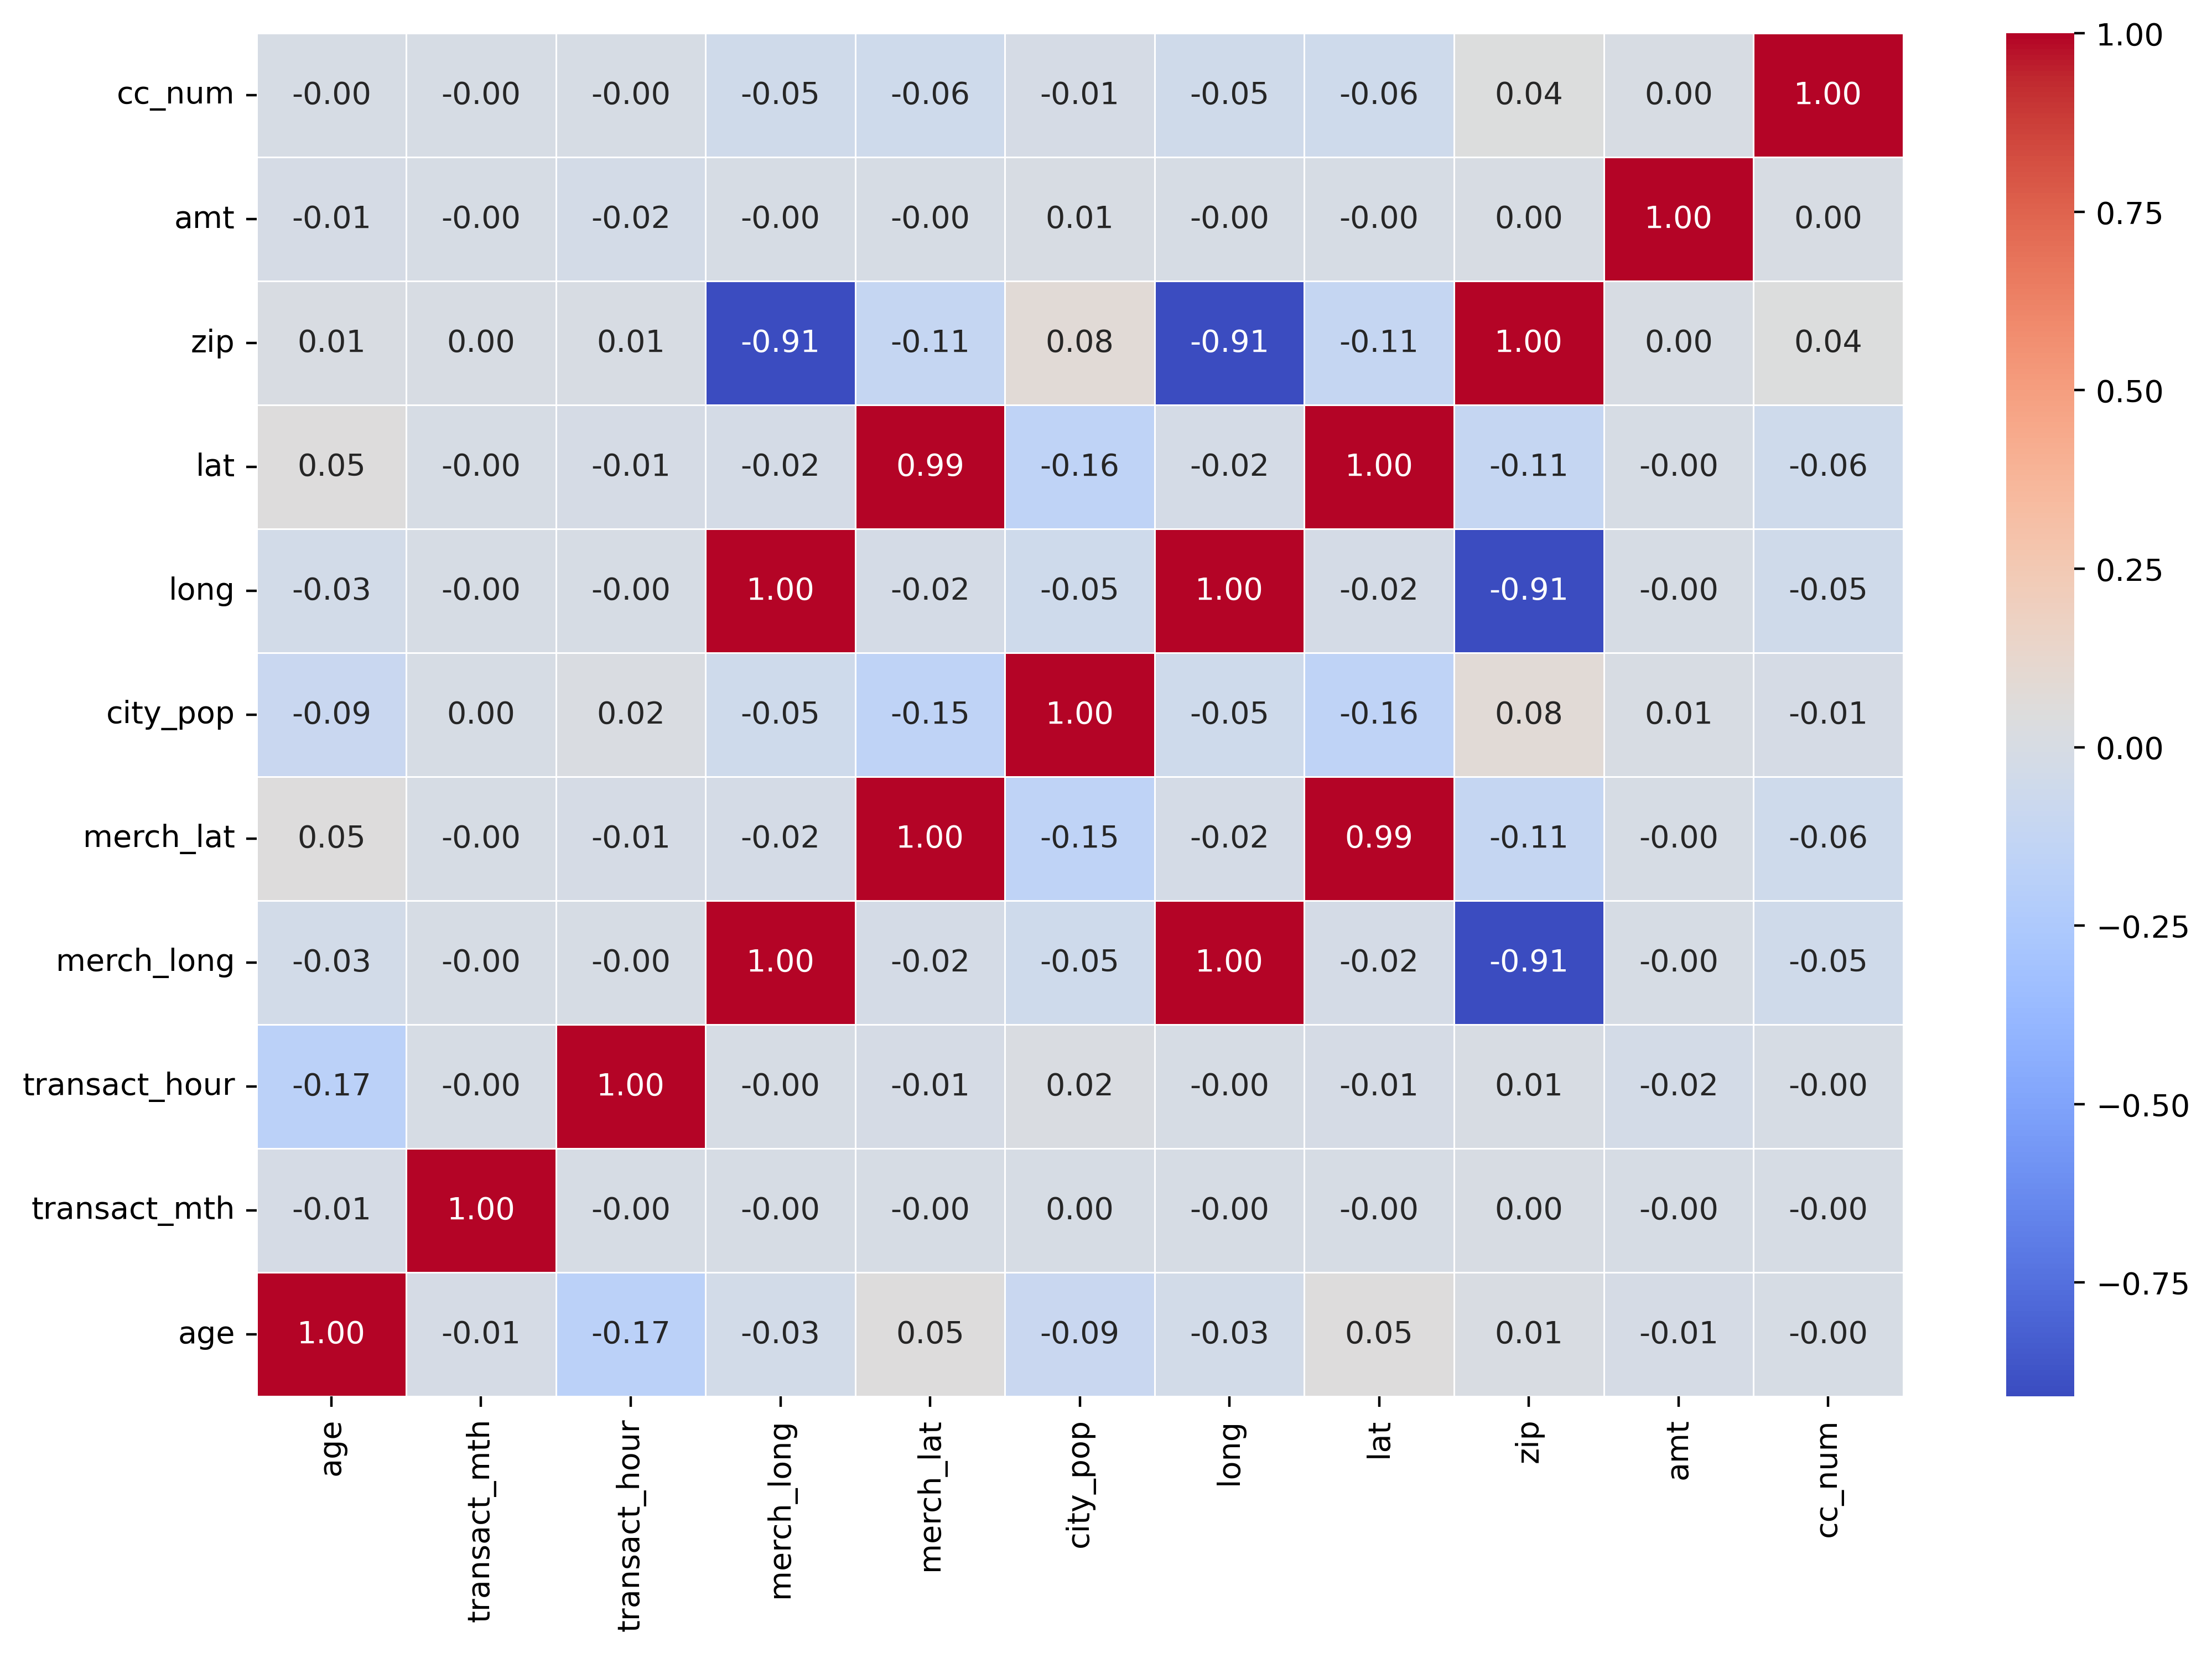 cc_num -0.00 -0.00 -0.00 -0.05 -0.06 -0.01 -0.05 -0.06 0.04 0.00 1.00
amt -0.01 -0.00 -0.02 -0.00 -0.00 0.01 -0.00 -0.00 0.00 1.00 0.00
zip 0.01 0.00 0.01 -0.91 -0.11 0.08 -0.91 -0.11 1.00 0.00 0.04
lat 0.05 -0.00 -0.01 -0.02 0.99 -0.16 -0.02 1.00 -0.11 -0.00 -0.06
long -0.03 -0.00 -0.00 1.00 -0.02 -0.05 1.00 -0.02 -0.91 -0.00 -0.05
city_pop -0.09 0.00 0.02 -0.05 -0.15 1.00 -0.05 -0.16 0.08 0.01 -0.01
merch_lat 0.05 -0.00 -0.01 -0.02 1.00 -0.15 -0.02 0.99 -0.11 -0.00 -0.06
merch_long -0.03 -0.00 -0.00 1.00 -0.02 -0.05 1.00 -0.02 -0.91 -0.00 -0.05
transact_hour -0.17 -0.00 1.00 -0.00 -0.01 0.02 -0.00 -0.01 0.01 -0.02 -0.00
transact_mth -0.01 1.00 -0.00 -0.00 -0.00 0.00 -0.00 -0.00 0.00 -0.00 -0.00
age 1.00 -0.01 -0.17 -0.03 0.05 -0.09 -0.03 0.05 0.01 -0.01 -0.00
age
transact_mth
transact_hour
merch_long
merch_lat
city_pop
long
lat
zip
amt
cc_num
1.00
0.75
0.50
0.25
0.00
−0.25
−0.50
−0.75